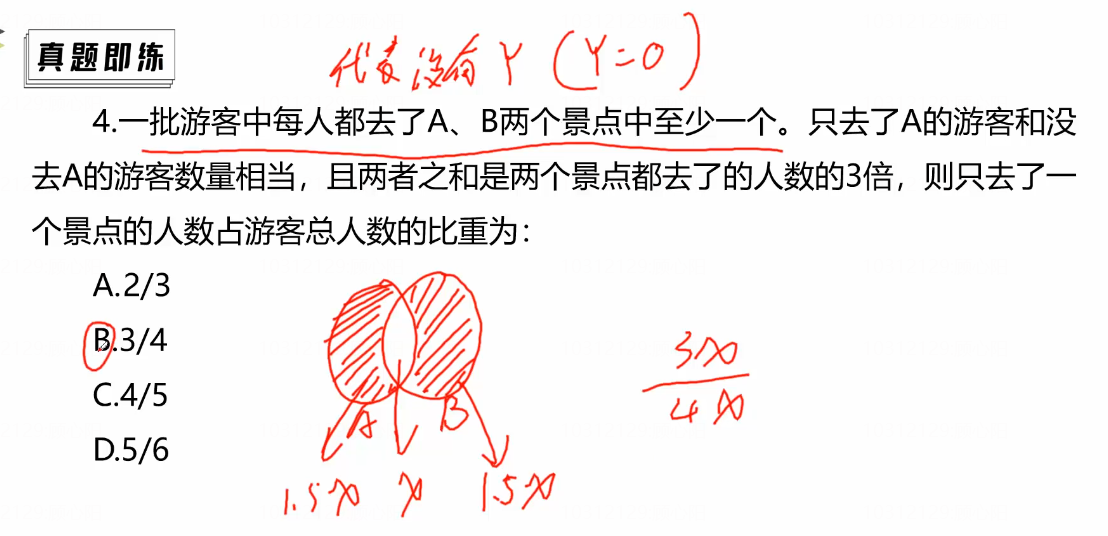 真题即练
代表没有Y（Y=0）
4.一批游客中每人都去了A、B两个景点中至少一个。只去了A的游客和没
去A的游客数量相当，且两者之和是两个景点都去了的人数的3倍，则只去了一
个景点的人数占游客总人数的比重为：
A.2/3
B.3/4
C.4/5
D.5/6
A B
1.5x x 1.5x
3x
4x